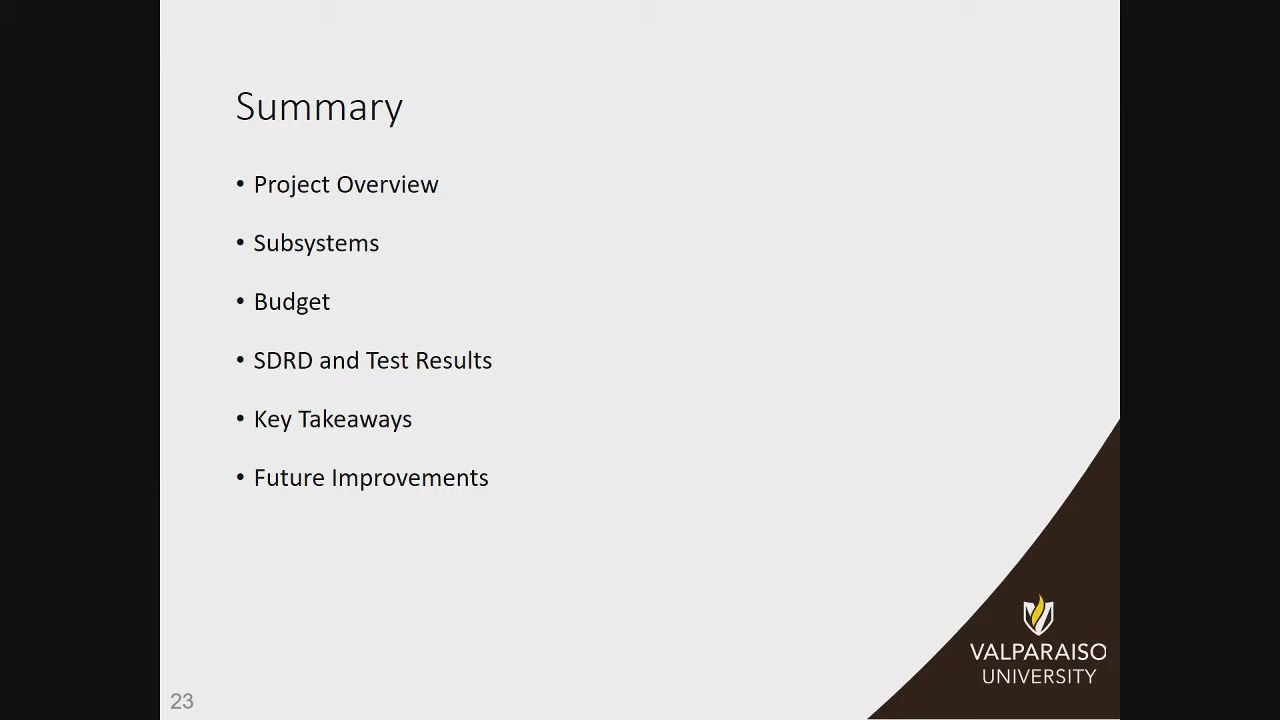 Summary
• Project Overview
• Subsystems
• Budget
• SDRD and Test Results
• Key Takeaways
• Future Improvements
VALPARAISO
UNIVERSITY
23